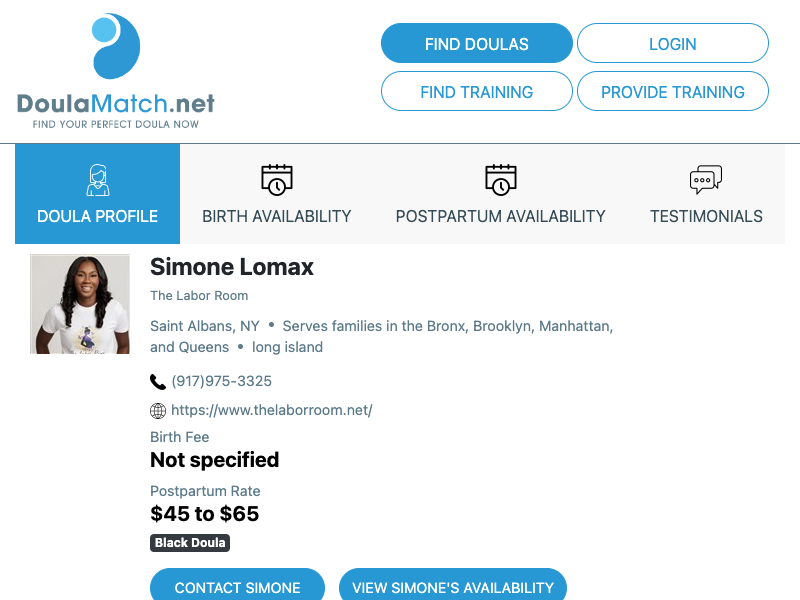 DoulaMatch.net
FIND YOUR PERFECT DOULA NOW
FIND DOULAS
LOGIN
FIND TRAINING
PROVIDE TRAINING
DOULA PROFILE
BIRTH AVAILABILITY
POSTPARTUM AVAILABILITY
TESTIMONIALS
Simone Lomax
The Labor Room
Saint Albans, NY • Serves families in the Bronx, Brooklyn, Manhattan,
and Queens • long island
(917)975-3325
https://www.thelaborroom.net/
Birth Fee
Not specified
Postpartum Rate
$45 to $65
Black Doula
CONTACT SIMONE
VIEW SIMONE'S AVAILABILITY